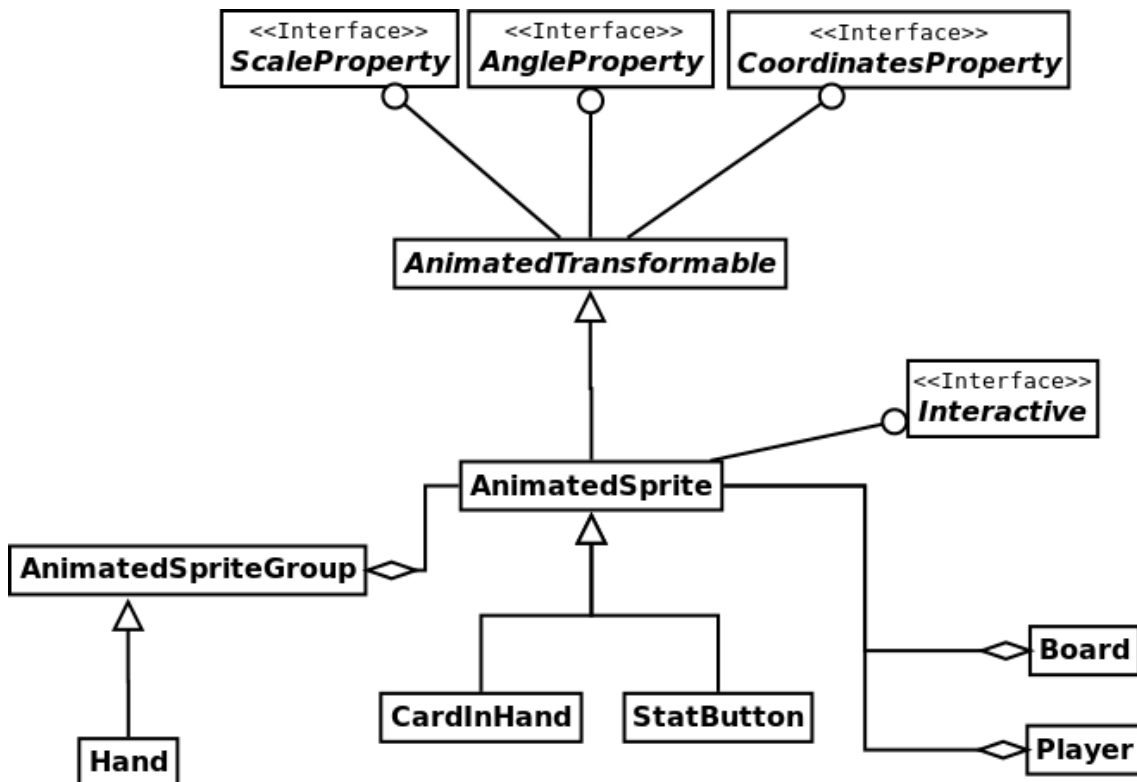 <<Interface>>
ScaleProperty
<<Interface>>
AngleProperty
<<Interface>>
CoordinatesProperty
AnimatedTransformable
<<Interface>>
Interactive
AnimatedSprite
AnimatedSpriteGroup
Board
CardInHand
StatButton
Hand
Player